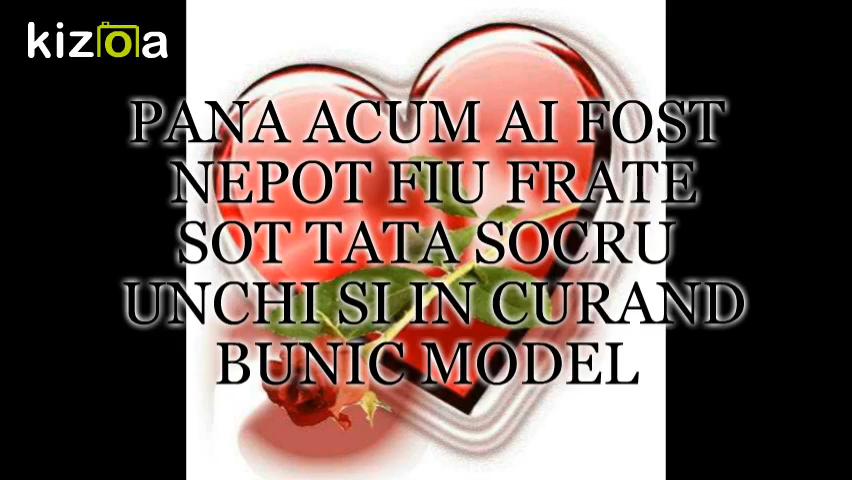 kizoa
PANA ACUM AI FOST
NEPOT FIU FRATE
SOT TATA SOCRU
UNCHI SI IN CURAND
BUNIC MODEL